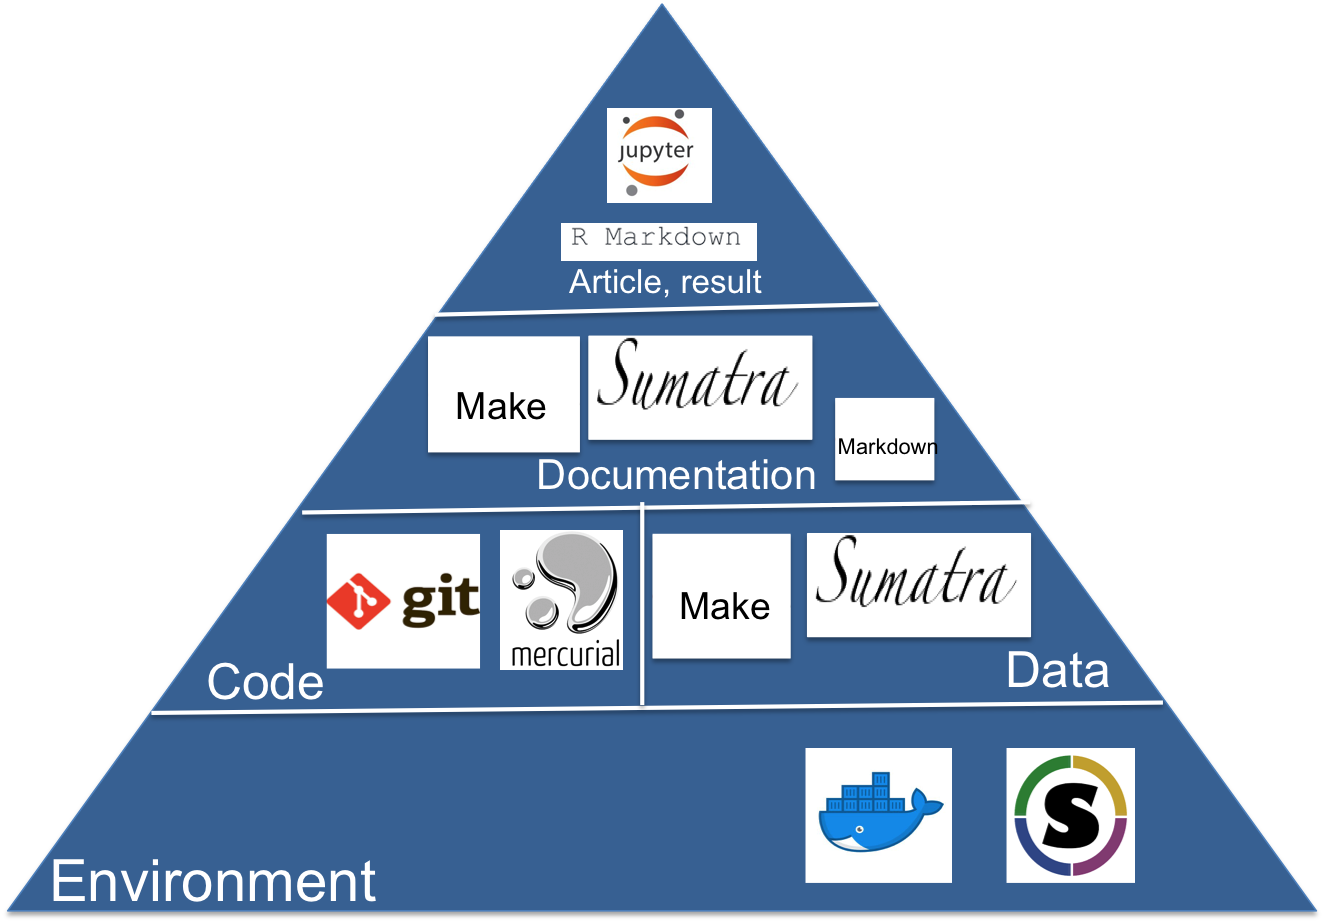 jupyter
R Markdown
Article, result
Make
Sumatra
Markdown
Documentation
git
mercurial
Make
Sumatra
Code
Data
S
Environment